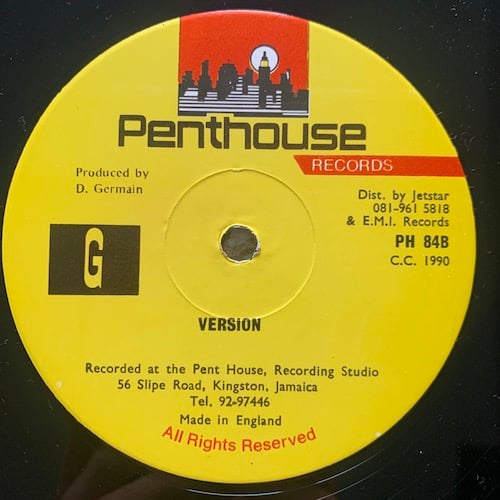 Penthouse
RECORDS
Produced by
D. Germain
Dist. by Jetstar
081-961 5818
& E.M.I. Records
PH 84B
C.C. 1990
G
VERSION
Recorded at the Pent House, Recording Studio
56 Slipe Road, Kingston, Jamaica
Tel. 92-97446
Made in England
All Rights Reserved